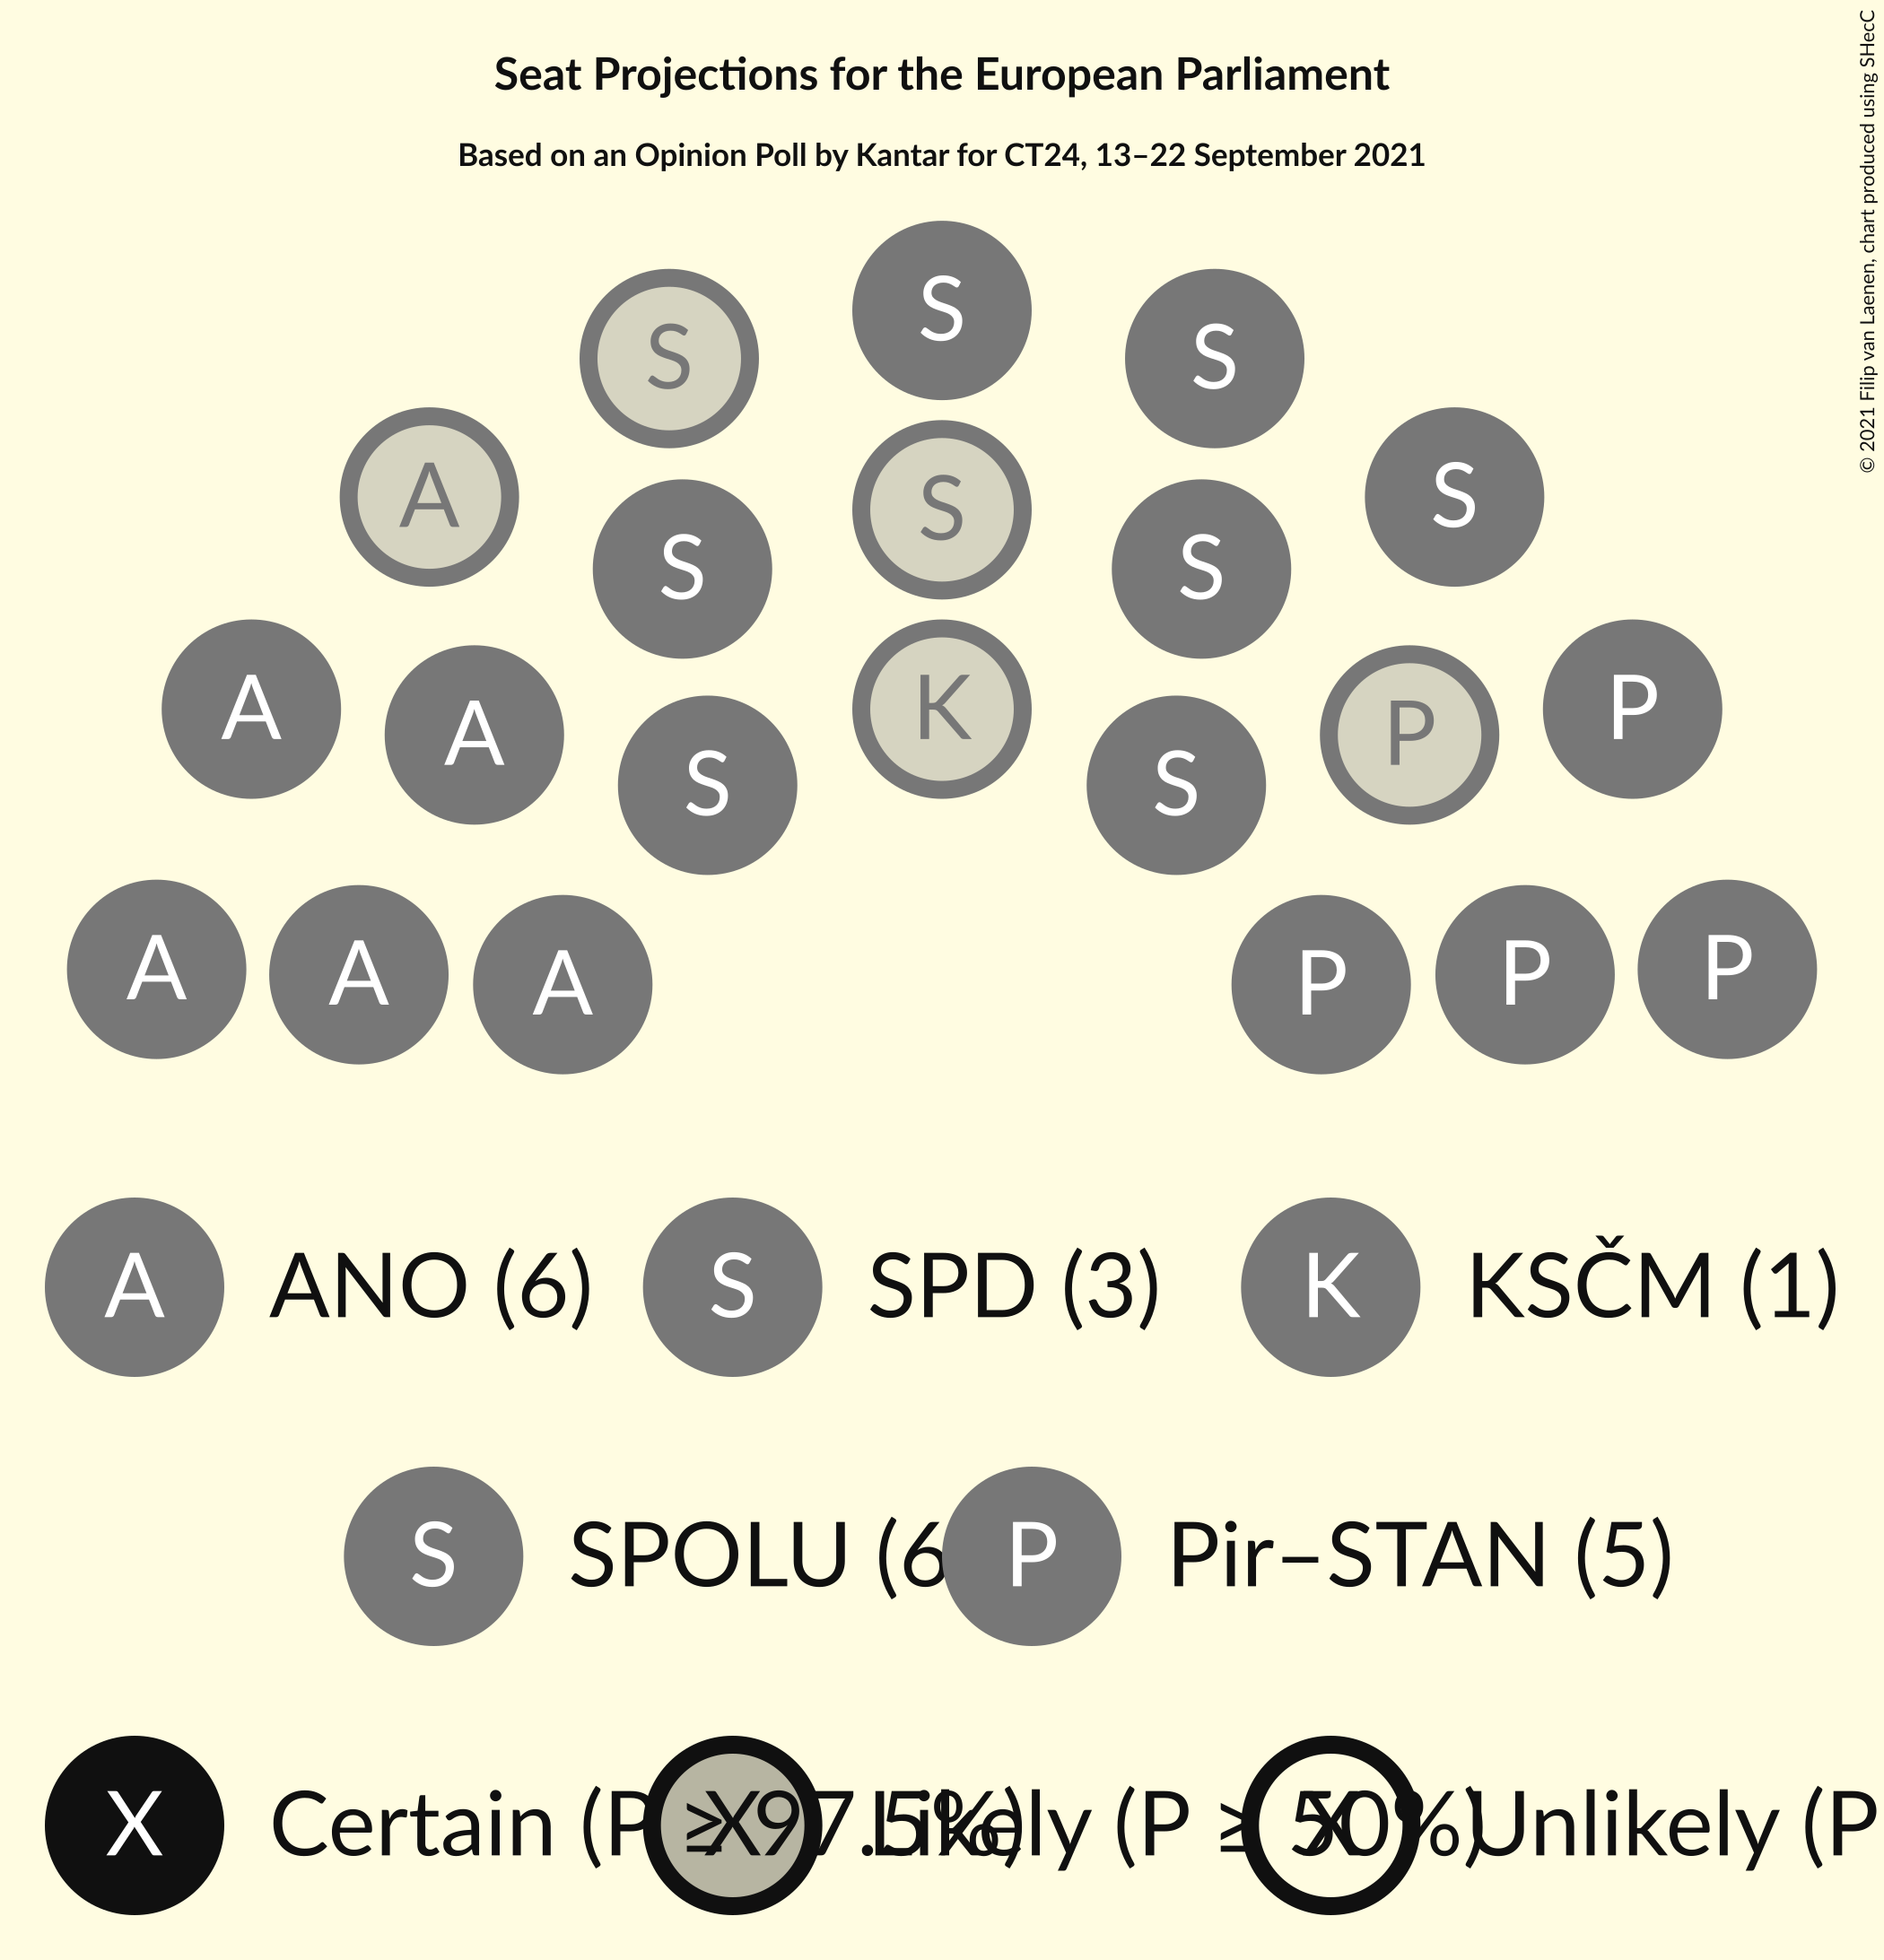 Seat Projections for the European Parliament
Based on an Opinion Poll by Kantar for CT24, 13–22 September 2021
© 2021 Filip van Laenen, chart produced using SHecC
S
S S
A S
S
S S
A K P
A P
S S
A A A P P P
A ANO (6) S SPD (3) K KSČM (1)
S SPOLU (6 P Pir–STAN (5)
X Certain (P ≥ 97.5%) X Likely (P ≥ 50%) X Unlikely (P